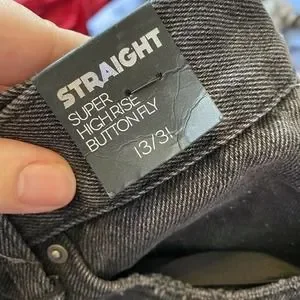 STRAIGHT
SUPER
HIGH RISE
BUTTON FLY
13/31